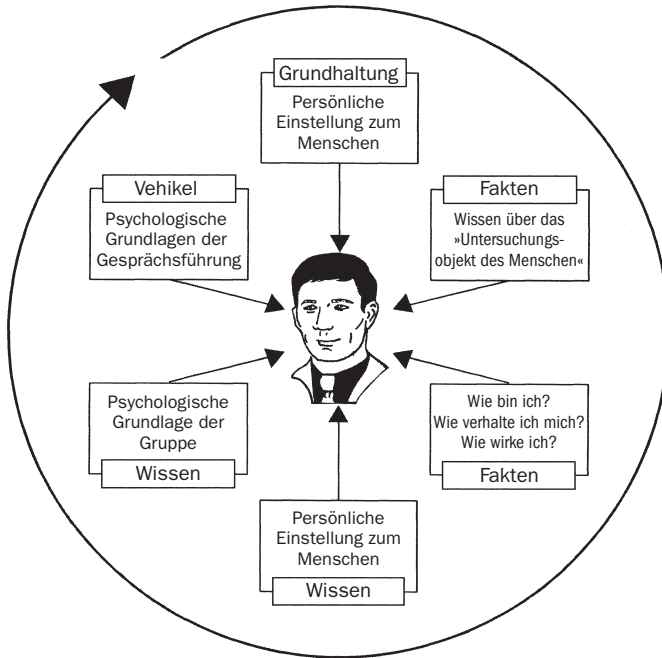 Grundhaltung
Persönliche
Einstellung zum
Menschen
Vehikel
Psychologische
Grundlagen der
Gesprächsführung
Fakten
Wissen über das
»Untersuchungs-
objekt des Menschen«
Psychologische
Grundlage der
Gruppe
Wissen
Wie bin ich?
Wie verhalte ich mich?
Wie wirke ich?
Fakten
Persönliche
Einstellung zum
Menschen
Wissen